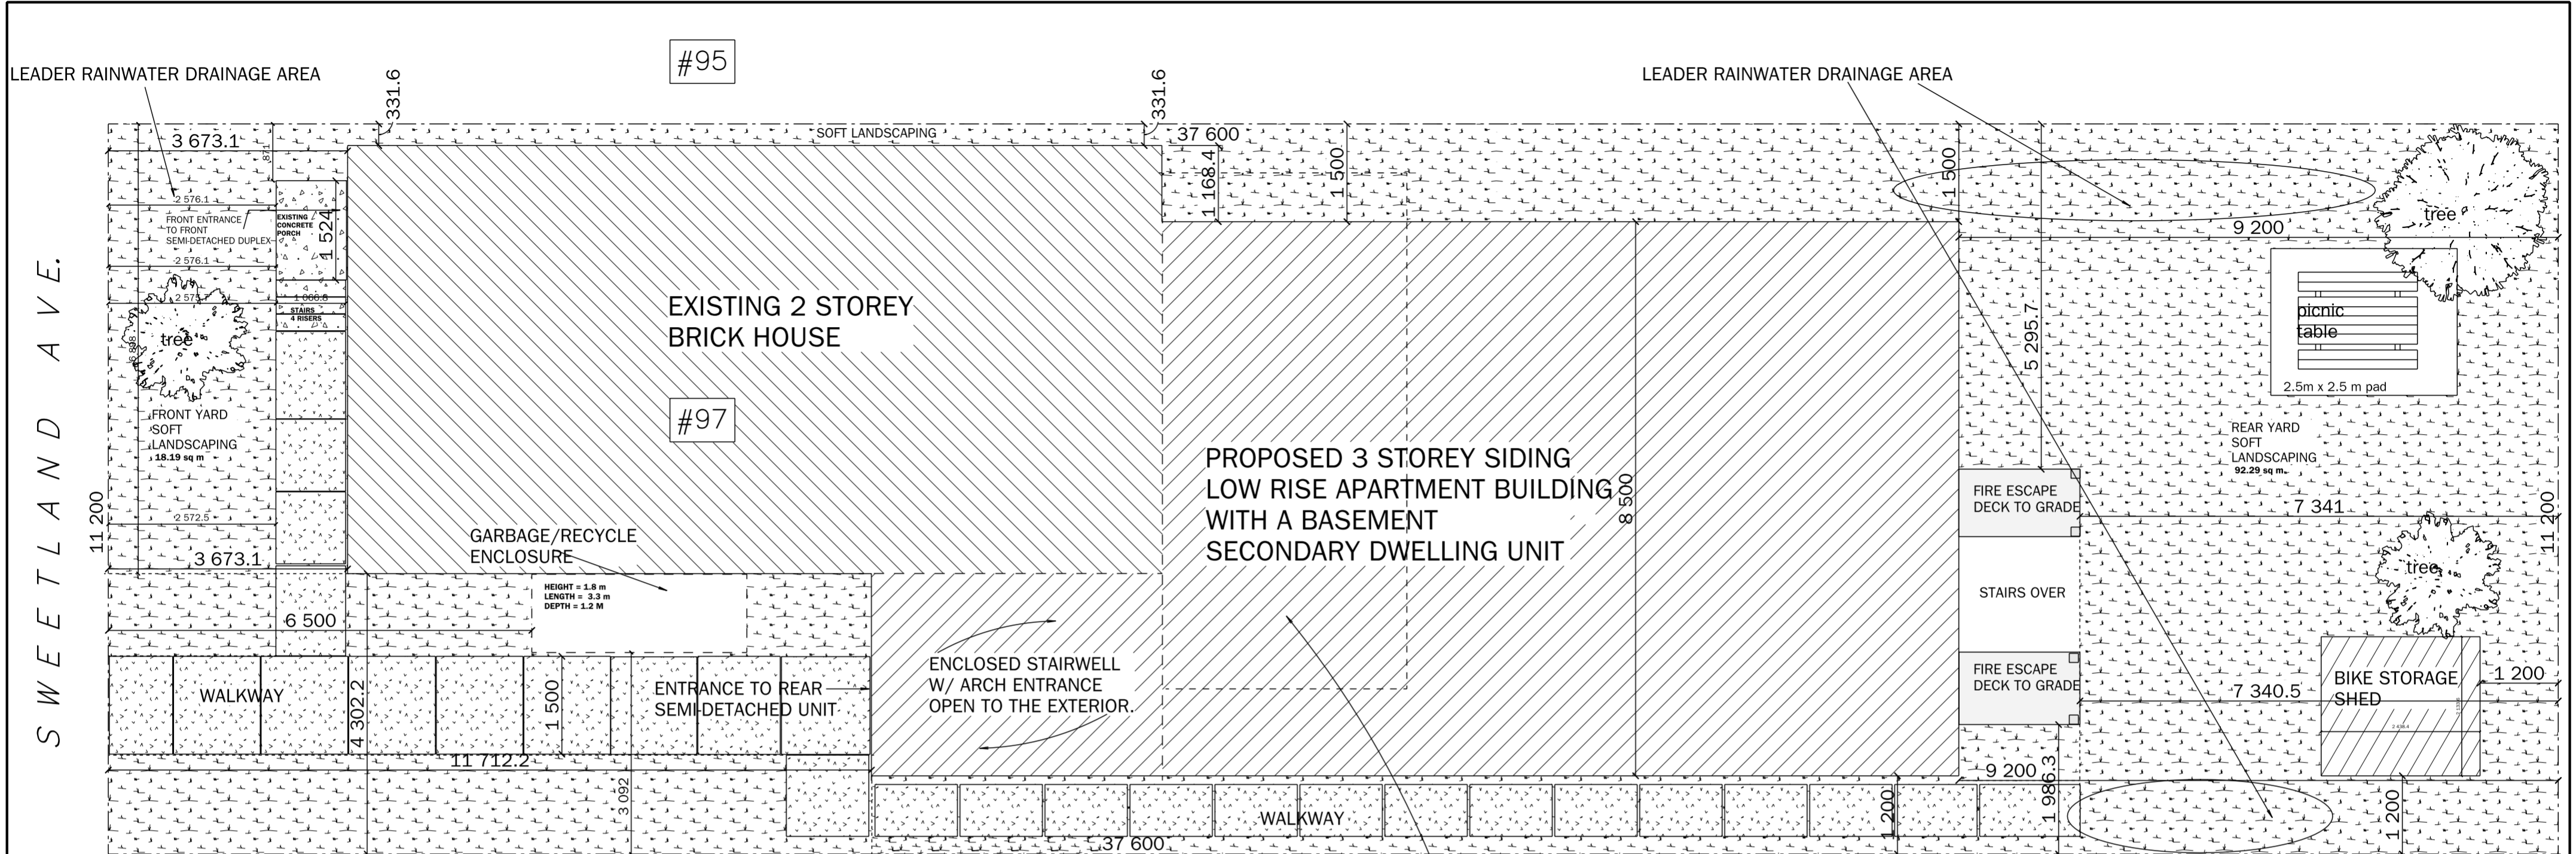 #95
LEADER RAINWATER DRAINAGE AREA
331.6
331.6
LEADER RAINWATER DRAINAGE AREA
SOFT LANDSCAPING
37 600
3 673.1
871
1 168.4
1 500
1 500
2 576.1
FRONT ENTRANCE
TO FRONT
SEMI-DETACHED DUPLEX
EXISTING
CONCRETE
PORCH
1 524
2 576.1
tree
9 200
2 575.7
1 066.8
STAIRS
4 RISERS
EXISTING 2 STOREY
BRICK HOUSE
5 295.7
picnic
table
2.5m x 2.5 m pad
tree
FRONT YARD
SOFT
LANDSCAPING
18.19 sq m
#97
REAR YARD
SOFT
LANDSCAPING
92.29 sq m.
SWEETLAND AVE.
11 200
PROPOSED 3 STOREY SIDING
LOW RISE APARTMENT BUILDING
WITH A BASEMENT
SECONDARY DWELLING UNIT
8 500
FIRE ESCAPE
DECK TO GRADE
7 341
11 200
2 572.5
GARBAGE/RECYCLE
ENCLOSURE
3 673.1
tree
HEIGHT = 1.8 m
LENGTH = 3.3 m
DEPTH = 1.2 M
STAIRS OVER
6 500
ENCLOSED STAIRWELL
W/ ARCH ENTRANCE
OPEN TO THE EXTERIOR.
FIRE ESCAPE
DECK TO GRADE
BIKE STORAGE
SHED
1 200
WALKWAY
4 302.2
1 500
ENTRANCE TO REAR
SEMI-DETACHED UNIT
7 340.5
2 438.4
11 712.2
9 200
3 092
1 986.3
WALKWAY
1 200
1 200
37 600